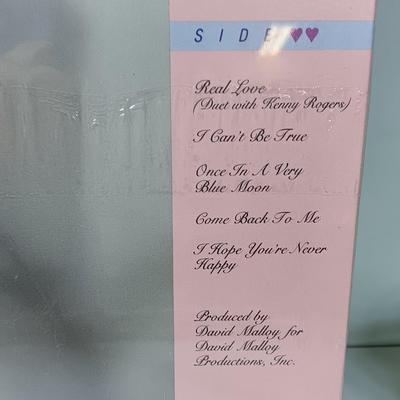 SIDE ♥♥
Real Love
(Duet with Kenny Rogers)
I Can't Be True
Once In A Very
Blue Moon
Come Back To Me
I Hope You're Never
Happy
Produced by
David Malloy for
David Malloy
Productions, Inc.